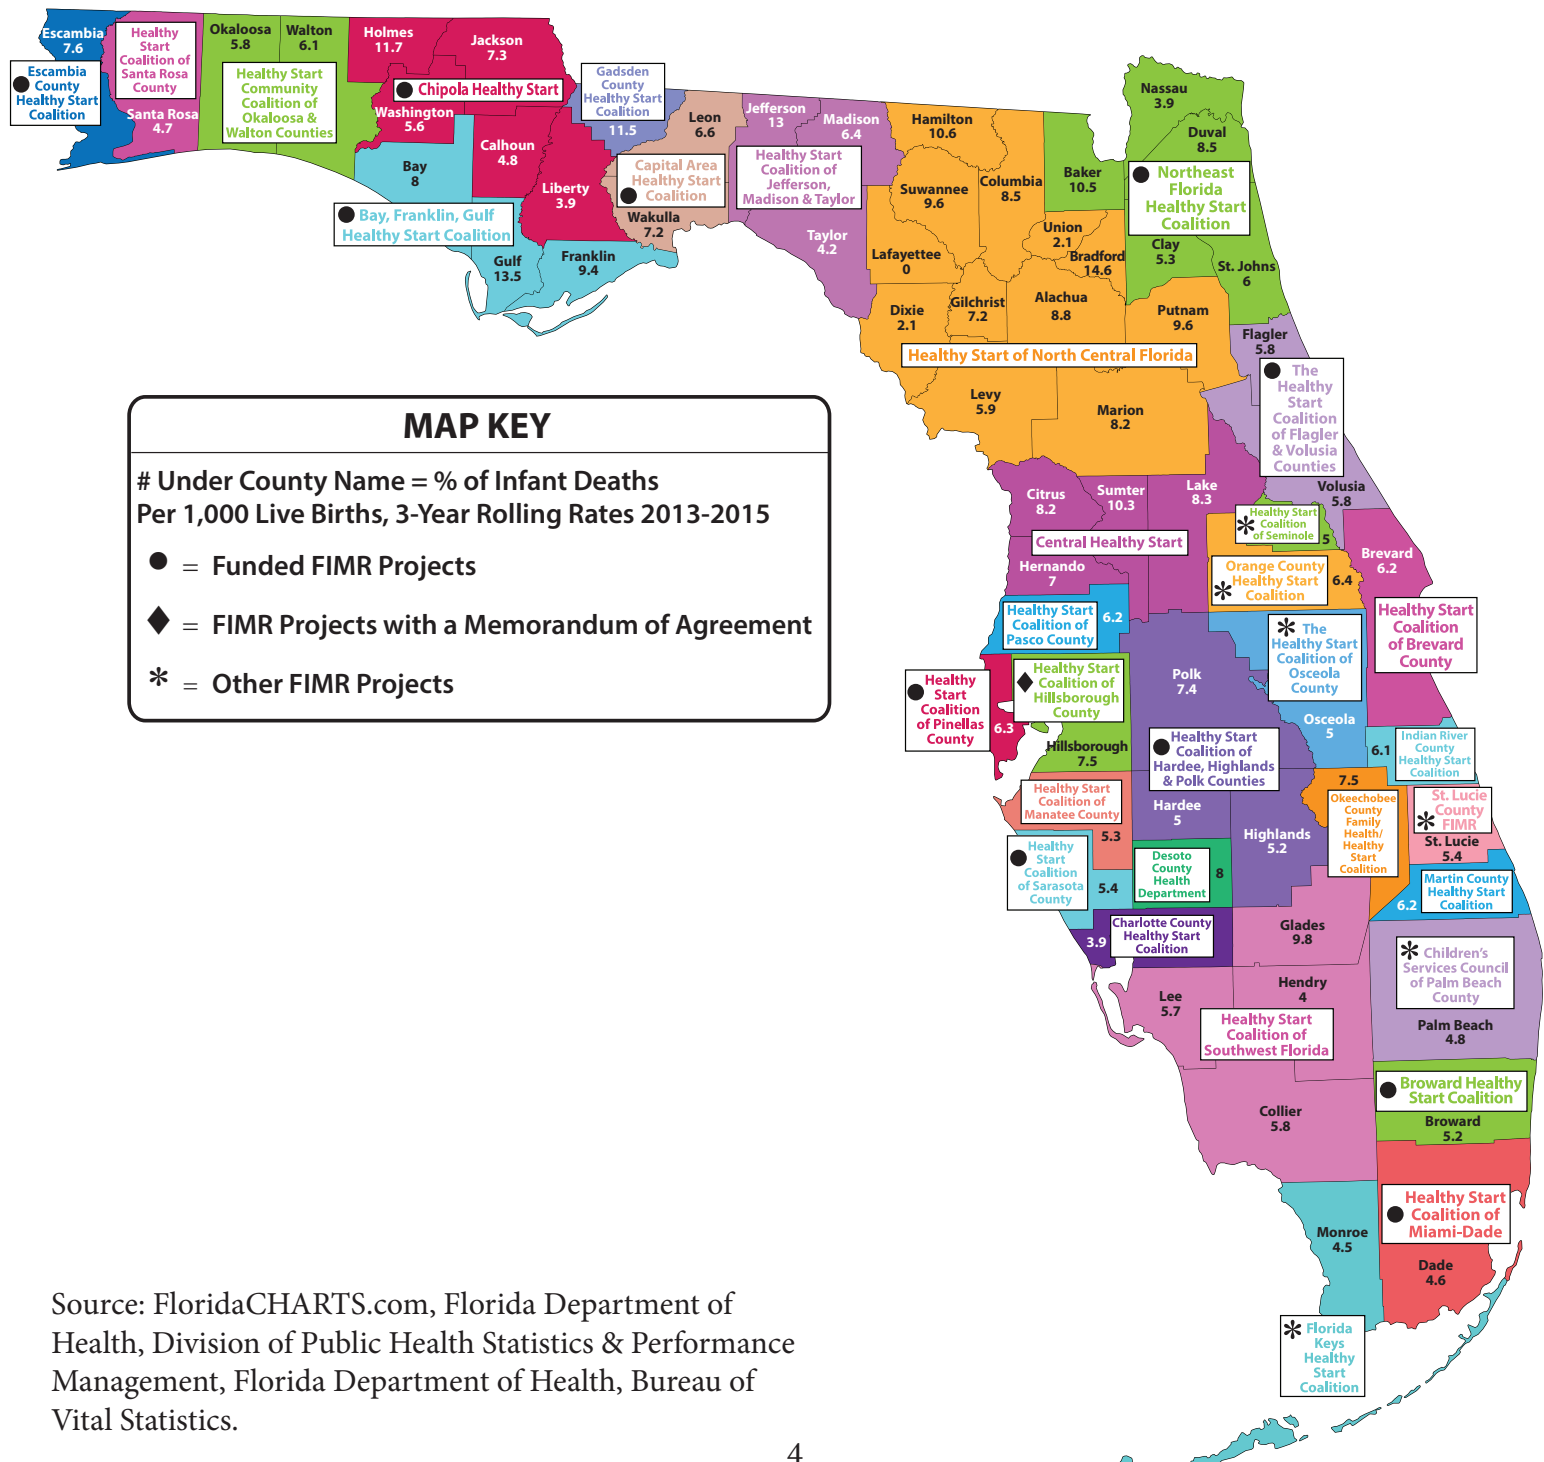 Escambia
7.6
Escambia
County
Healthy Start
Coalition
Healthy
Start
Coalition of
Santa Rosa
County
Santa Rosa
4.7
Okaloosa
5.8
Walton
6.1
Healthy Start
Community
Coalition of
Okaloosa &
Walton Counties
Holmes
11.7
Jackson
7.3
Chipola Healthy Start
Washington
5.6
Calhoun
4.8
Liberty
3.9
Bay
8
Bay, Franklin, Gulf
Healthy Start Coalition
Gulf
13.5
Franklin
9.4
Gadsden
County
Healthy Start
Coalition
11.5
Leon
6.6
Capital Area
Healthy Start
Coalition
Wakulla
7.2
Jefferson
13
Madison
6.4
Healthy Start
Coalition of
Jefferson,
Madison & Taylor
Taylor
4.2
Hamilton
10.6
Suwannee
9.6
Columbia
8.5
Lafayettee
0
Union
2.1
Bradford
14.6
Dixie
2.1
Gilchrist
7.2
Alachua
8.8
Putnam
9.6
Healthy Start of North Central Florida
Levy
5.9
Marion
8.2
Baker
10.5
Nassau
3.9
Duval
8.5
Northeast
Florida
Healthy Start
Coalition
Clay
5.3
St. Johns
6
Flagler
5.8
The
Healthy
Start
Coalition
of Flagler
& Volusia
Counties
Volusia
5.8
MAP KEY
# Under County Name = % of Infant Deaths
Per 1,000 Live Births, 3-Year Rolling Rates 2013-2015
● = Funded FIMR Projects
♦ = FIMR Projects with a Memorandum of Agreement
* = Other FIMR Projects
Citrus
8.2
Sumter
10.3
Lake
8.3
Central Healthy Start
Hernando
7
Healthy Start
Coalition
of Seminole
5
Orange County
Healthy Start
Coalition
6.4
Brevard
6.2
Healthy Start
Coalition
of Brevard
County
Healthy Start
Coalition of
Pasco County
6.2
Healthy
Start
Coalition
of Pinellas
County
6.3
Healthy Start
Coalition of
Hillsborough
County
Hillsborough
7.5
Polk
7.4
Healthy Start
Coalition of
Hardee, Highlands
& Polk Counties
Hardee
5
Highlands
5.2
The
Healthy Start
Coalition of
Osceola
County
Osceola
5
6.1
Indian River
County
Healthy Start
Coalition
7.5
Okeechobee
County
Family
Health/
Healthy
Start
Coalition
St. Lucie
County
FIMR
St. Lucie
5.4
6.2
Martin County
Healthy Start
Coalition
Healthy Start
Coalition of
Manatee County
5.3
Healthy
Start
Coalition
of Sarasota
County
5.4
Desoto
County
Health
Department
8
3.9
Charlotte County
Healthy Start
Coalition
Glades
9.8
Lee
5.7
Hendry
4
Healthy Start
Coalition of
Southwest Florida
Collier
5.8
Children's
Services Council
of Palm Beach
County
Palm Beach
4.8
Broward Healthy
Start Coalition
Broward
5.2
Healthy Start
Coalition of
Miami-Dade
Dade
4.6
Monroe
4.5
Florida
Keys
Healthy
Start
Coalition
Source: FloridaCHARTS.com, Florida Department of
Health, Division of Public Health Statistics & Performance
Management, Florida Department of Health, Bureau of
Vital Statistics.
4